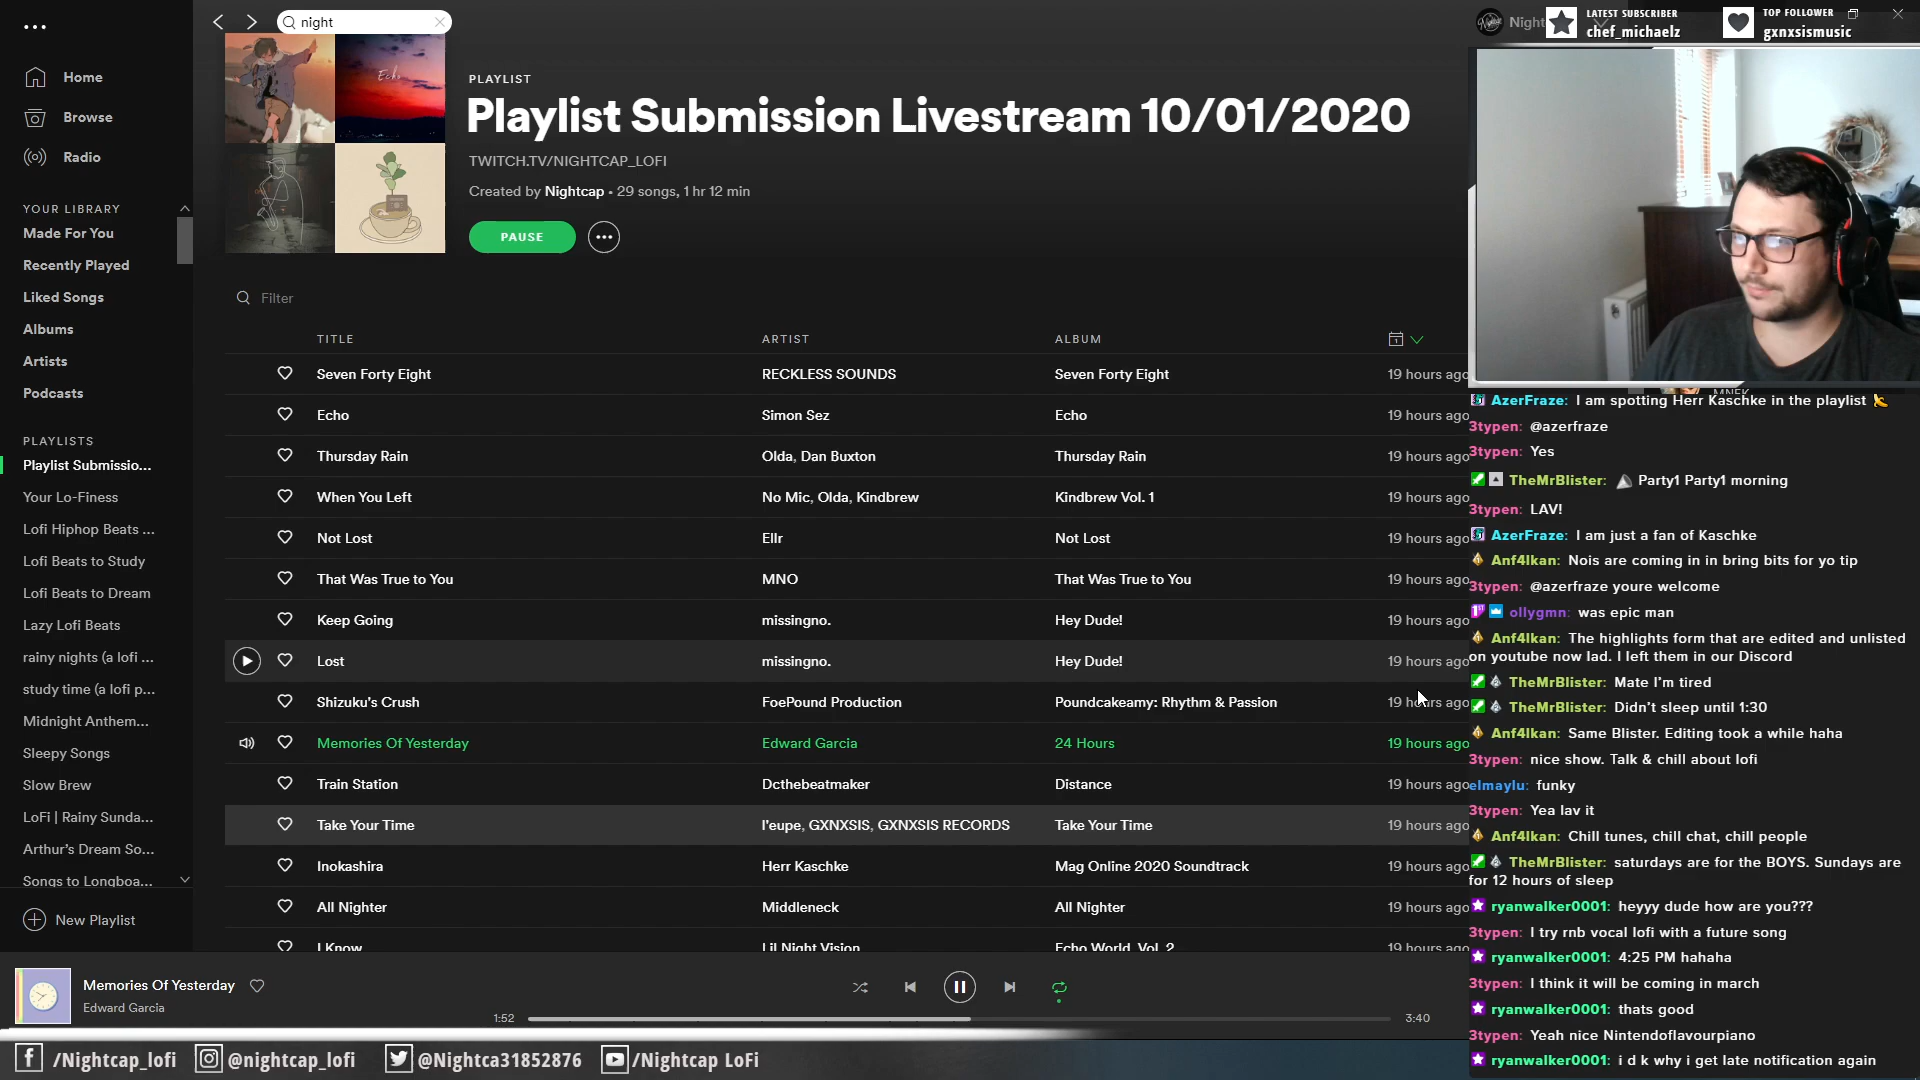 night
Night
LATEST SUBSCRIBER
chef_michaelz
TOP FOLLOWER
gxnxsismusic
Home
Browse
Radio
YOUR LIBRARY
Made For You
Recently Played
Liked Songs
Albums
Artists
Podcasts
PLAYLISTS
Playlist Submissio...
Your Lo-Finess
Lofi Hiphop Beats ...
Lofi Beats to Study
Lofi Beats to Dream
Lazy Lofi Beats
rainy nights (a lofi ...
study time (a lofi p...
Midnight Anthem...
Sleepy Songs
Slow Brew
LoFi | Rainy Sunda...
Arthur's Dream So...
Songs to Longboa...
New Playlist
Echo
PLAYLIST
Playlist Submission Livestream 10/01/2020
TWITCH.TV/NIGHTCAP_LOFI
Created by Nightcap • 29 songs, 1 hr 12 min
PAUSE
Filter
TITLE ARTIST ALBUM
Seven Forty Eight RECKLESS SOUNDS Seven Forty Eight 19 hours ago
Echo Simon Sez Echo 19 hours ago
Thursday Rain Olda, Dan Buxton Thursday Rain 19 hours ago
When You Left No Mic, Olda, Kindbrew Kindbrew Vol. 1 19 hours ago
Not Lost Ellr Not Lost 19 hours ago
That Was True to You MNO That Was True to You 19 hours ago
Keep Going missingno. Hey Dude! 19 hours ago
Lost missingno. Hey Dude! 19 hours ago
Shizuku's Crush FoePound Production Poundcakeamy: Rhythm & Passion 19 hours ago
Memories Of Yesterday Edward Garcia 24 Hours 19 hours ago
Train Station Dcthebeatmaker Distance 19 hours ago
Take Your Time l'eupe, GXNXSIS, GXNXSIS RECORDS Take Your Time 19 hours ago
Inokashira Herr Kaschke Mag Online 2020 Soundtrack 19 hours ago
All Nighter Middleneck All Nighter 19 hours ago
I Know Lil Night Vision Echo World, Vol. 2 19 hours ago
MNEK
AzerFraze: I am spotting Herr Kaschke in the playlist
3typen: @azerfraze
3typen: Yes
TheMrBlister: Party1 Party1 morning
3typen: LAV!
AzerFraze: I am just a fan of Kaschke
Anf4lkan: Nois are coming in in bring bits for yo tip
3typen: @azerfraze youre welcome
ollygmn: was epic man
Anf4lkan: The highlights form that are edited and unlisted
on youtube now lad. I left them in our Discord
TheMrBlister: Mate I'm tired
TheMrBlister: Didn't sleep until 1:30
Anf4lkan: Same Blister. Editing took a while haha
3typen: nice show. Talk & chill about lofi
elmaylu: funky
3typen: Yea lav it
Anf4lkan: Chill tunes, chill chat, chill people
TheMrBlister: saturdays are for the BOYS. Sundays are
for 12 hours of sleep
ryanwalker0001: heyyy dude how are you???
3typen: I try rnb vocal lofi with a future song
ryanwalker0001: 4:25 PM hahaha
3typen: I think it will be coming in march
ryanwalker0001: thats good
3typen: Yeah nice Nintendoflavourpiano
ryanwalker0001: i d k why i get late notification again
Memories Of Yesterday
Edward Garcia
1:52
3:40
/Nightcap_lofi @nightcap_lofi @Nightca31852876 /Nightcap LoFi